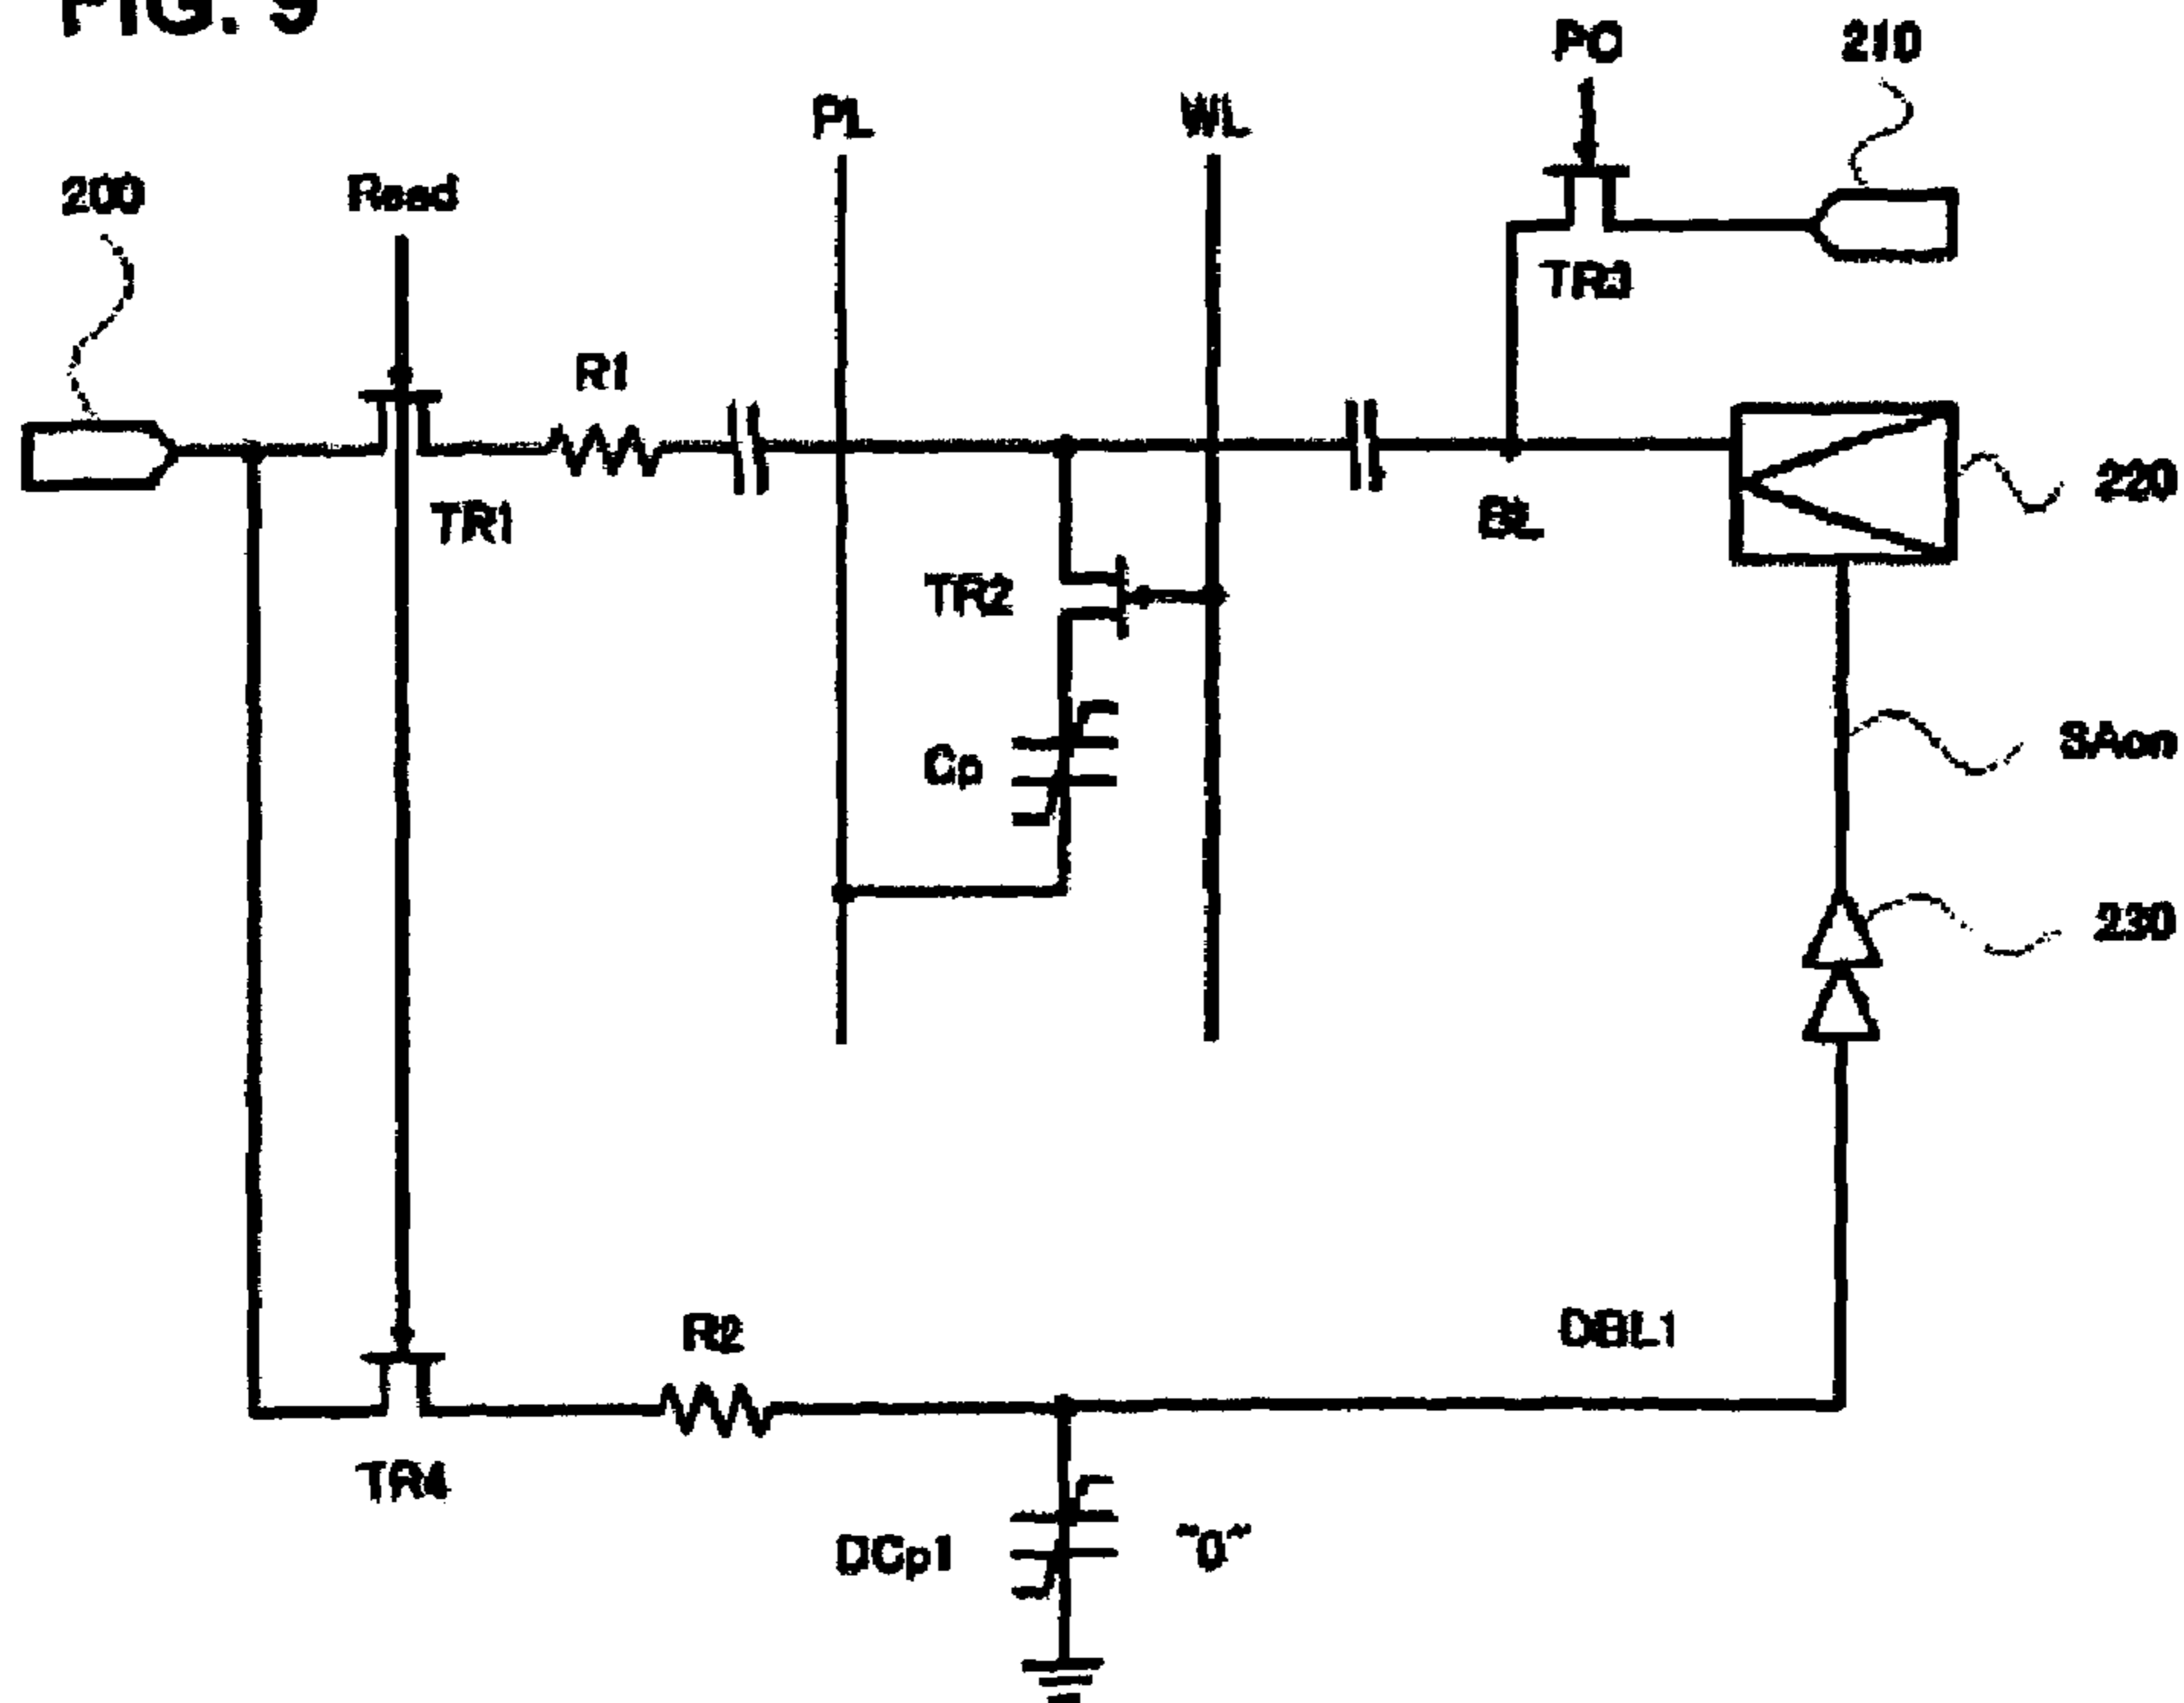 FIG. 9
PO
210
PL
WL
200
Read
TR3
R1
TR1
BL
220
TR2
SAon
Cp
230
R2
DBL1
TR4
DCp1
"0"